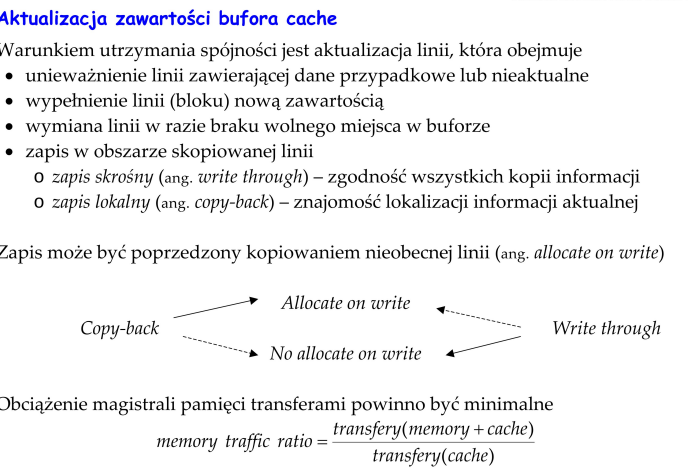 Aktualizacja zawartości bufora cache
Warunkiem utrzymania spójności jest aktualizacja linii, która obejmuje
• unieważnienie linii zawierającej dane przypadkowe lub nieaktualne
• wypełnienie linii (bloku) nową zawartością
• wymiana linii w razie braku wolnego miejsca w buforze
• zapis w obszarze skopiowanej linii
o zapis skrośny (ang. write through) – zgodność wszystkich kopii informacji
o zapis lokalny (ang. copy-back) – znajomość lokalizacji informacji aktualnej
Zapis może być poprzedzony kopiowaniem nieobecnej linii (ang. allocate on write)
Allocate on write
Copy-back Write through
No allocate on write
Obciążenie magistrali pamięci transferami powinno być minimalne
memory traffic ratio = transfery(memory + cache)
transfery(cache)